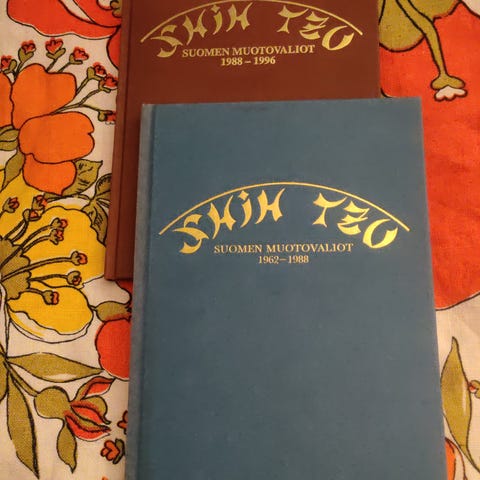 SHIH TZU
SUOMEN MUOTOVALIOT
1988 – 1996
SHIH TZU
SUOMEN MUOTOVALIOT
1962–1988